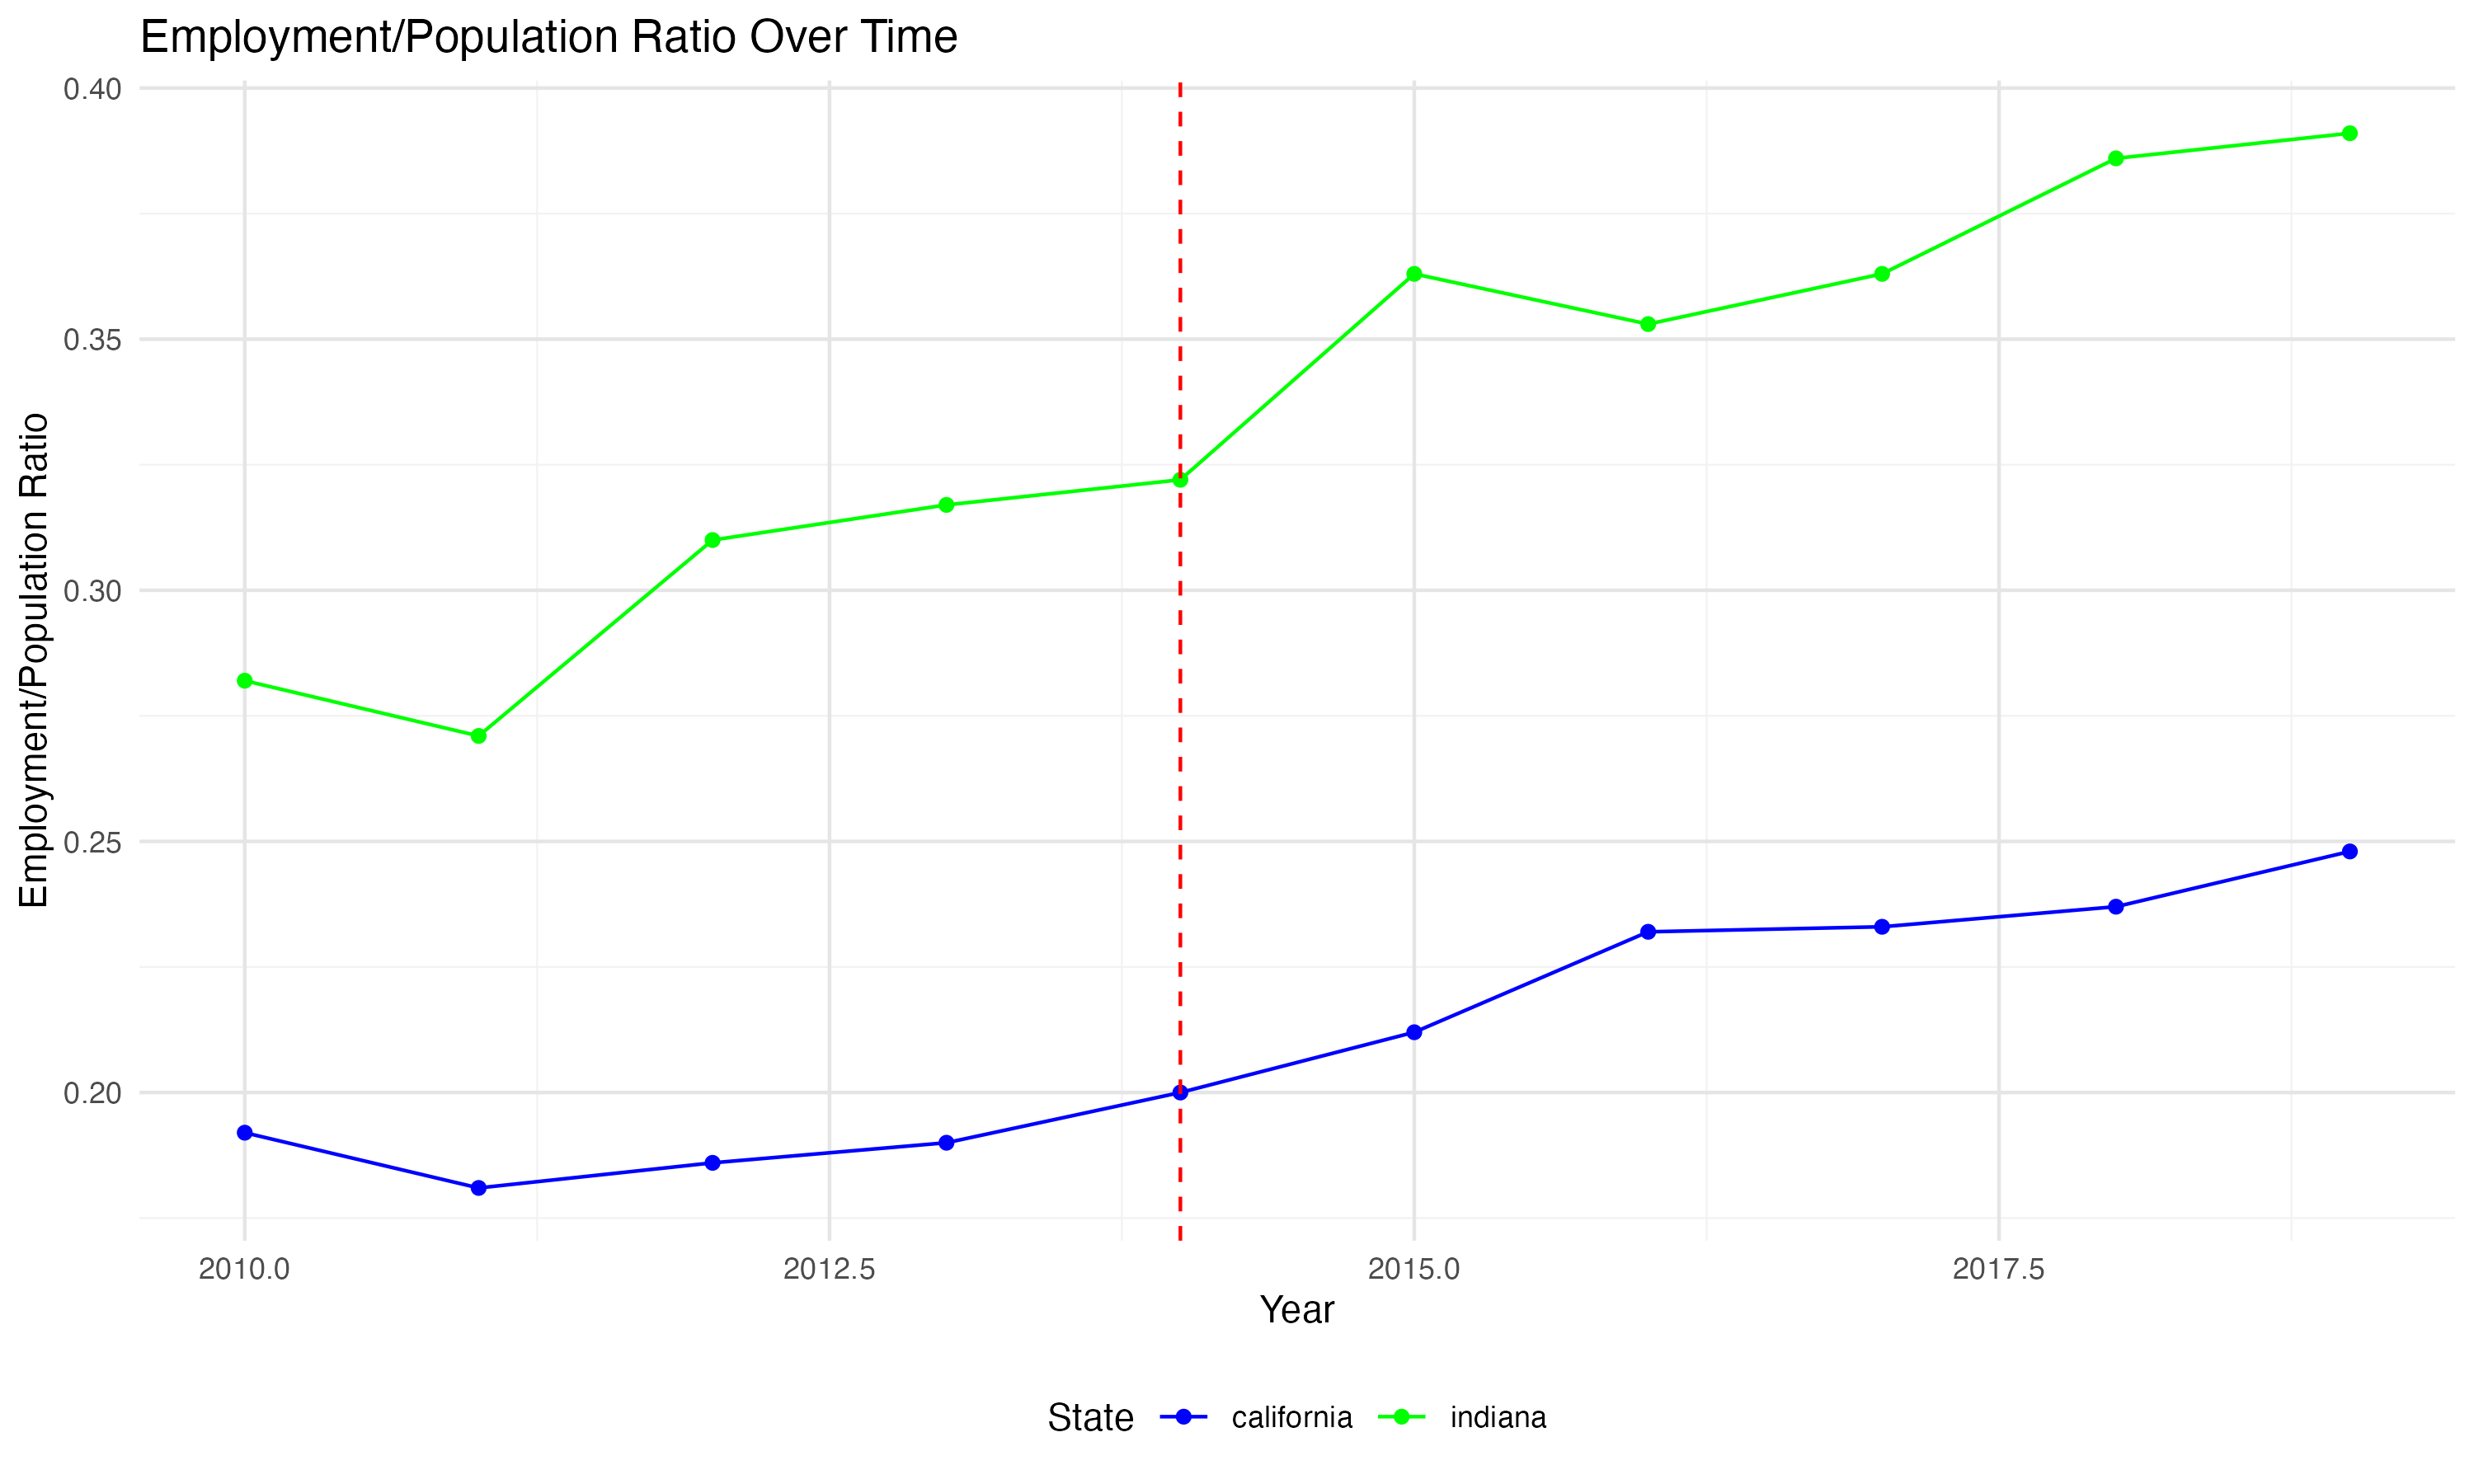 Employment/Population Ratio Over Time
Employment/Population Ratio
0.40
0.35
0.30
0.25
0.20
2010.0 2012.5 2015.0 2017.5
Year
State california indiana